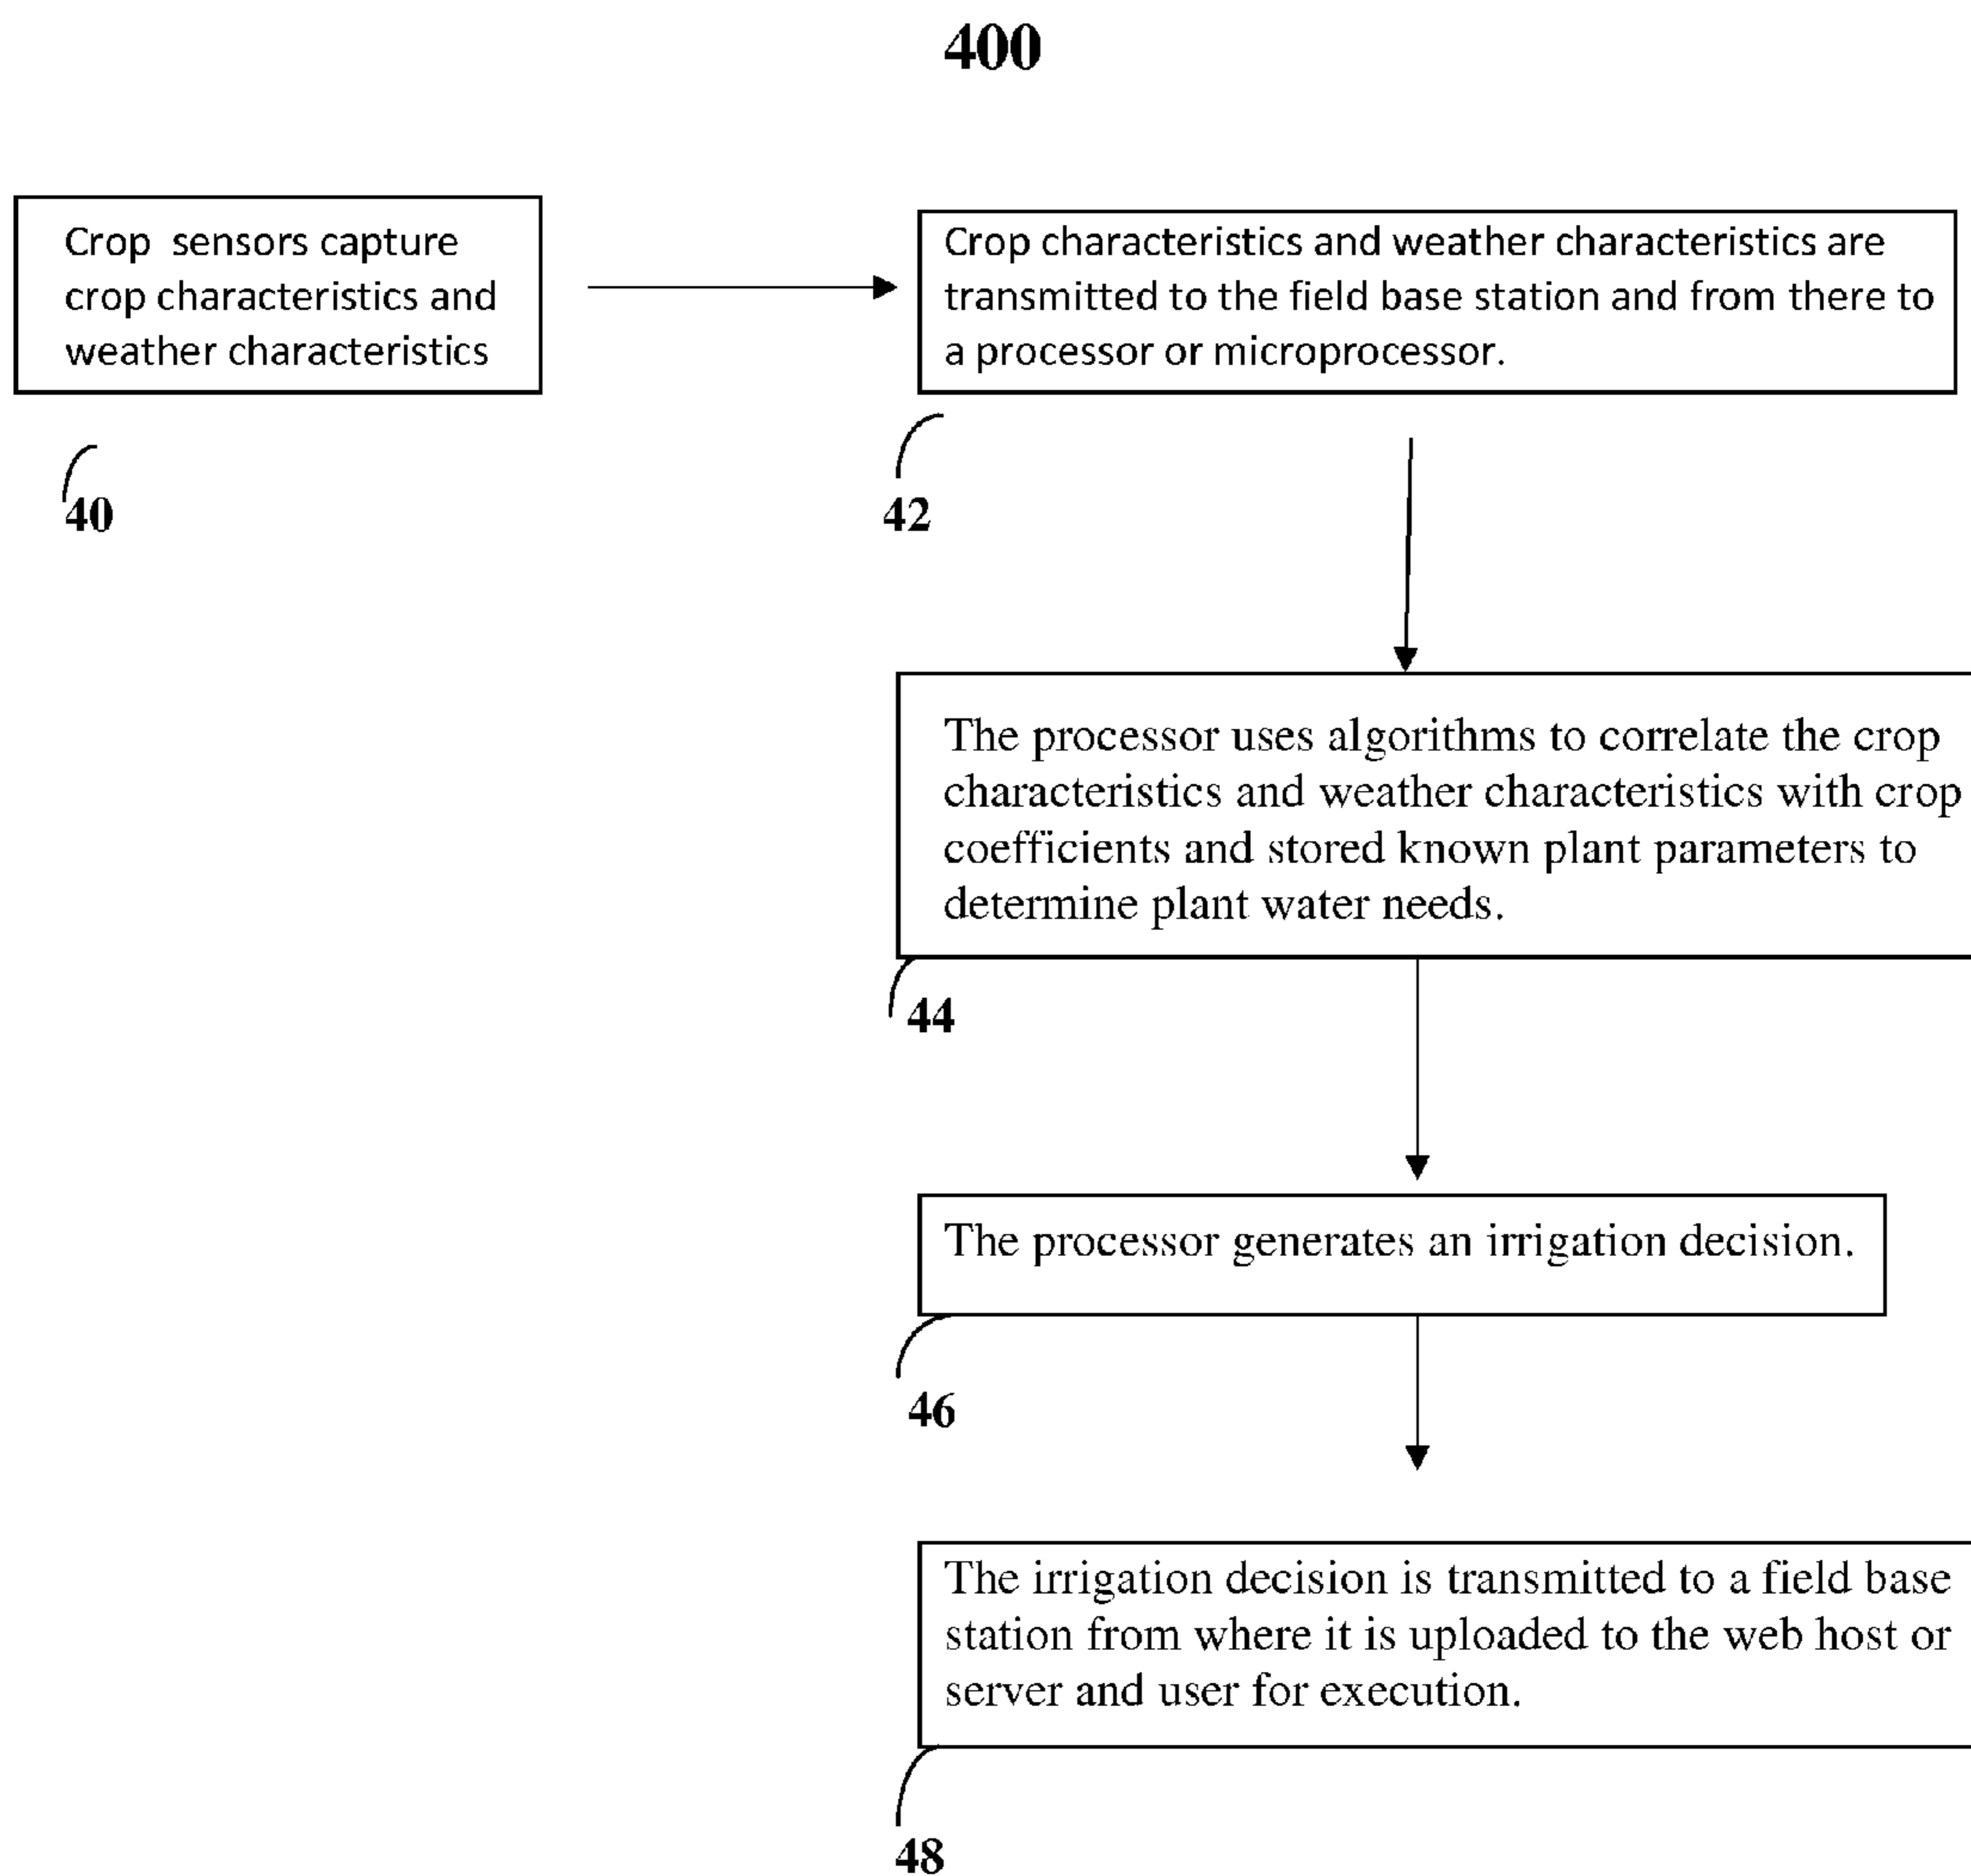 400
Crop sensors capture
crop characteristics and
weather characteristics
40
Crop characteristics and weather characteristics are
transmitted to the field base station and from there to
a processor or microprocessor.
42
The processor uses algorithms to correlate the crop
characteristics and weather characteristics with crop
coefficients and stored known plant parameters to
determine plant water needs.
44
The processor generates an irrigation decision.
46
The irrigation decision is transmitted to a field base
station from where it is uploaded to the web host or
server and user for execution.
48